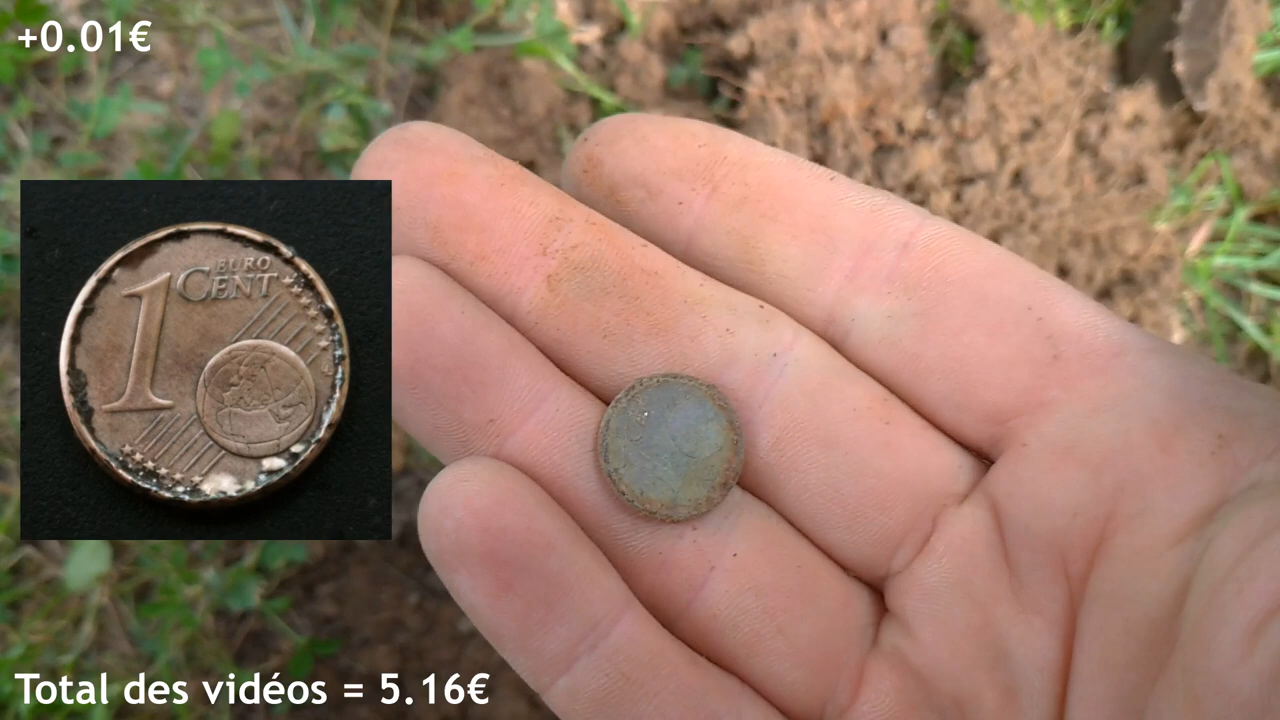 +0.01€
1 EURO
CENT
Total des vidéos = 5.16€